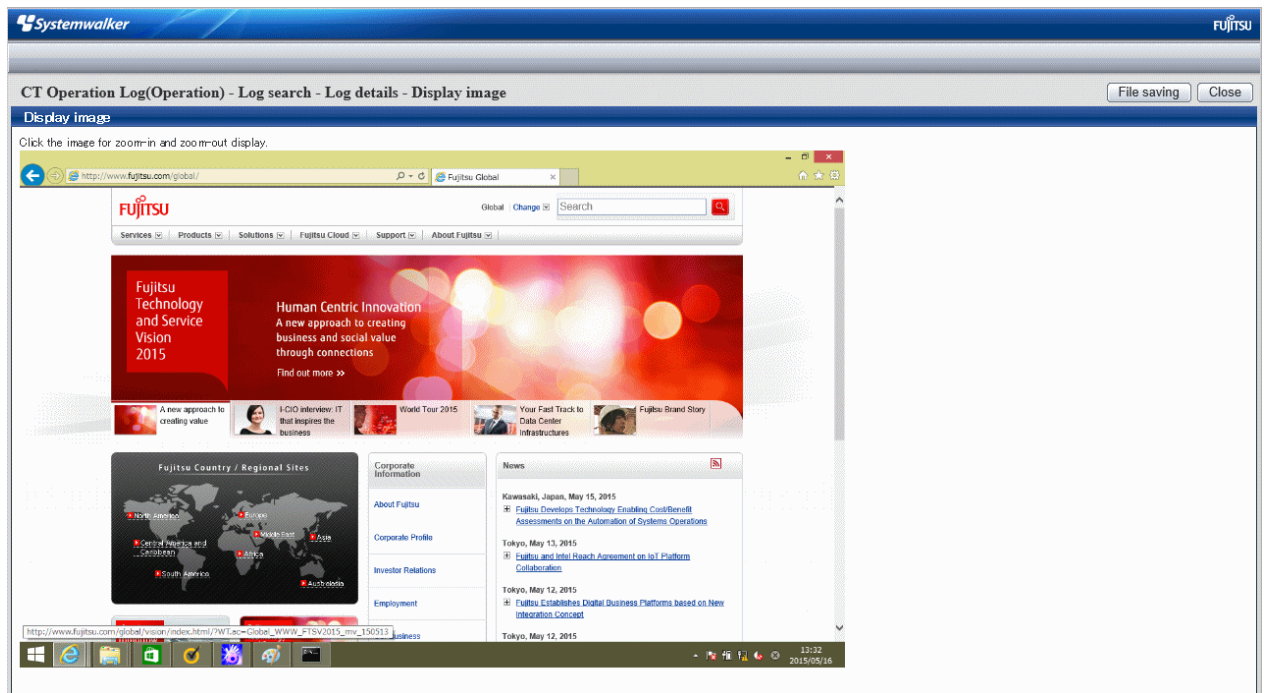 Systemwalker
FUJITSU
CT Operation Log(Operation) - Log search - Log details - Display image
File saving
Close
Display image
Click the image for zoom-in and zoom-out display.
http://www.fujitsu.com/global/
Fujitsu Global
FUJITSU
Global
Change
Search
Services
Products
Solutions
Fujitsu Cloud
Support
About Fujitsu
Fujitsu
Technology
and Service
Vision
2015
Human Centric Innovation
A new approach to creating
business and social value
through connections
Find out more >>
A new approach to
creating value
I-CIO interview: IT
that inspires the
business
World Tour 2015
Your Fast Track to
Data Center
Infrastructures
Fujitsu Brand Story
Fujitsu Country / Regional Sites
North America
Europe
Middle East
Asia
Central America and
Caribbean
Africa
South America
Australasia
Corporate
Information
About Fujitsu
Corporate Profile
Investor Relations
Employment
Business
News
Kawasaki, Japan, May 15, 2015
Fujitsu Develops Technology Enabling Cost/Benefit
Assessments on the Automation of Systems Operations
Tokyo, May 13, 2015
Fujitsu and Intel Reach Agreement on IoT Platform
Collaboration
Tokyo, May 12, 2015
Fujitsu Establishes Digital Business Platforms based on New
Integration Concept
Tokyo, May 12, 2015
http://www.fujitsu.com/global/vision/index.html/?WT.ac=Global_WWW_FTSV2015_mv_150513
13:32
2015/05/16